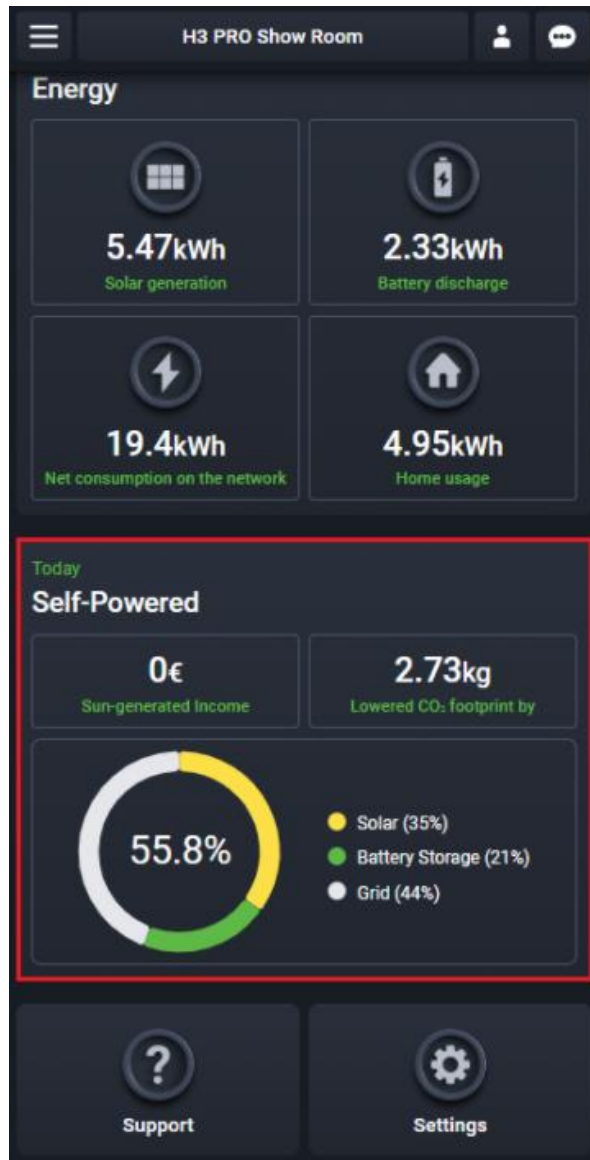 H3 PRO Show Room
Energy
5.47kWh
Solar generation
2.33kWh
Battery discharge
19.4kWh
Net consumption on the network
4.95kWh
Home usage
Today
Self-Powered
0€
Sun-generated Income
2.73kg
Lowered CO₂ footprint by
55.8%
Solar (35%)
Battery Storage (21%)
Grid (44%)
?
Support
Settings